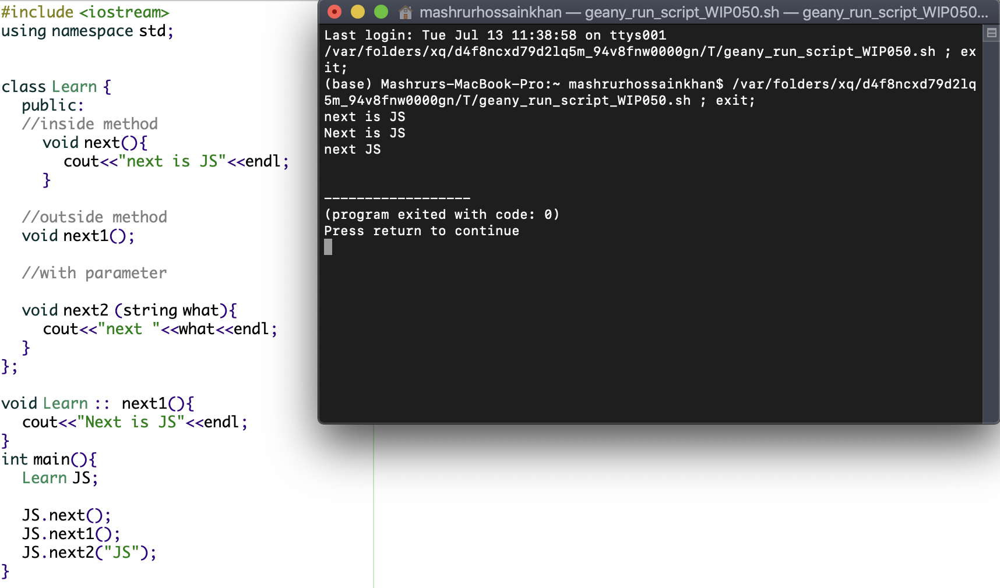 #include <iostream>
using namespace std;
class Learn {
public:
//inside method
void next(){
cout<<"next is JS"<<endl;
}
//outside method
void next1();
//with parameter
void next2 (string what){
cout<<"next "<<what<<endl;
}
};
void Learn :: next1(){
cout<<"Next is JS"<<endl;
}
int main(){
Learn JS;
JS.next();
JS.next1();
JS.next2("JS");
}
mashrurhossainkhan — geany_run_script_WIP050.sh — geany_run_script_WIP050...
Last login: Tue Jul 13 11:38:58 on ttys001
/var/folders/xq/d4f8ncxd79d2lq5m_94v8fnw0000gn/T/geany_run_script_WIP050.sh ; ex
it;
(base) Mashrurs-MacBook-Pro:~ mashrurhossainkhan$ /var/folders/xq/d4f8ncxd79d2lq
5m_94v8fnw0000gn/T/geany_run_script_WIP050.sh ; exit;
next is JS
Next is JS
next JS
------------------
(program exited with code: 0)
Press return to continue